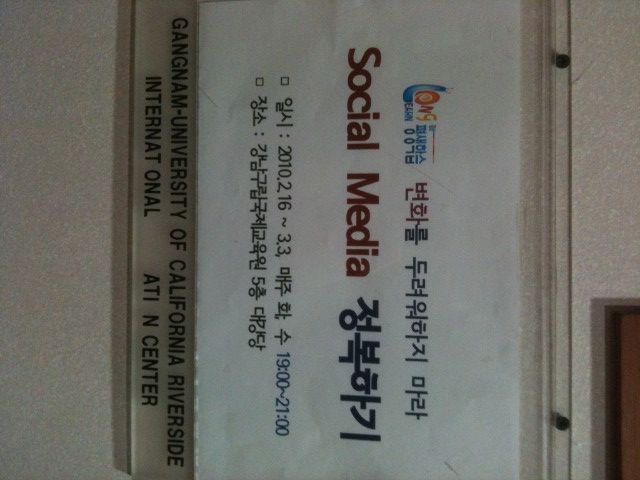 변화를 두려워하지 마라
Social Media 정복하기
□ 일시 : 2010.2.16 ~ 3.3, 매주 화, 수 19:00~21:00
□ 장소 : 강남구립국제교육원 5층 대강당
GANGNAM-UNIVERSITY OF CALIFORNIA RIVERSIDE
INTERNAT ONAL ATI N CENTER